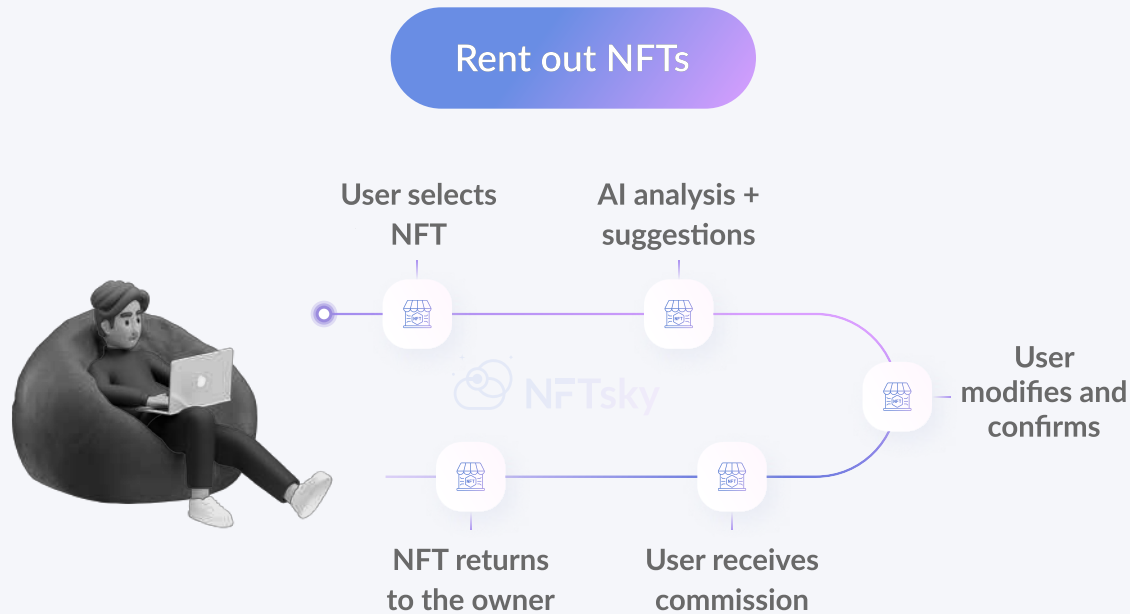 Rent out NFTs
User selects
NFT
AI analysis +
suggestions
User
modifies and
confirms
NFTsky
NFT returns
to the owner
User receives
commission